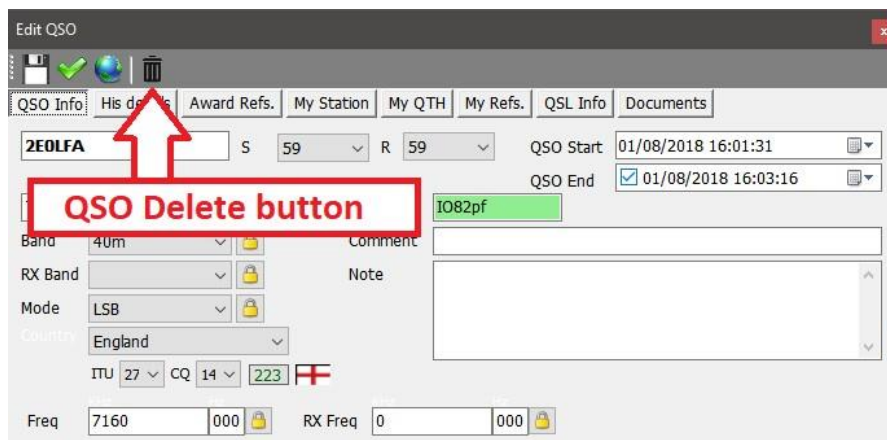 Edit QSO
QSO Info His Award Refs. My Station My QTH My Refs. QSL Info Documents
2E0LFA S 59 R 59 QSO Start 01/08/2018 16:01:31
QSO End 01/08/2018 16:03:16
QSO Delete button
IO82pf
Band 40m Comment
RX Band Note
Mode LSB
Country England
ITU 27 CQ 14 223
Freq 7160 000 RX Freq 0 000